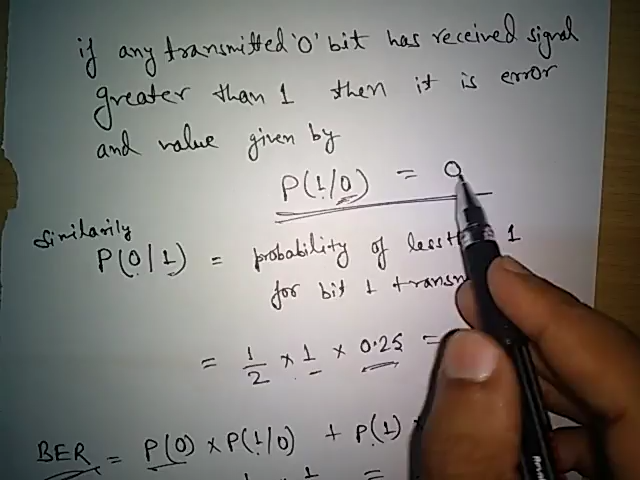 if any transmitted '0' bit has received signal
greater than 1 then it is error
and value given by
P(1/0) = 0
Similarily
P(0/1) = probability of less 1
for bit 1
= 1/2 × 1 × 0.25 =
BER = P(0) × P(1/0) + P(1)